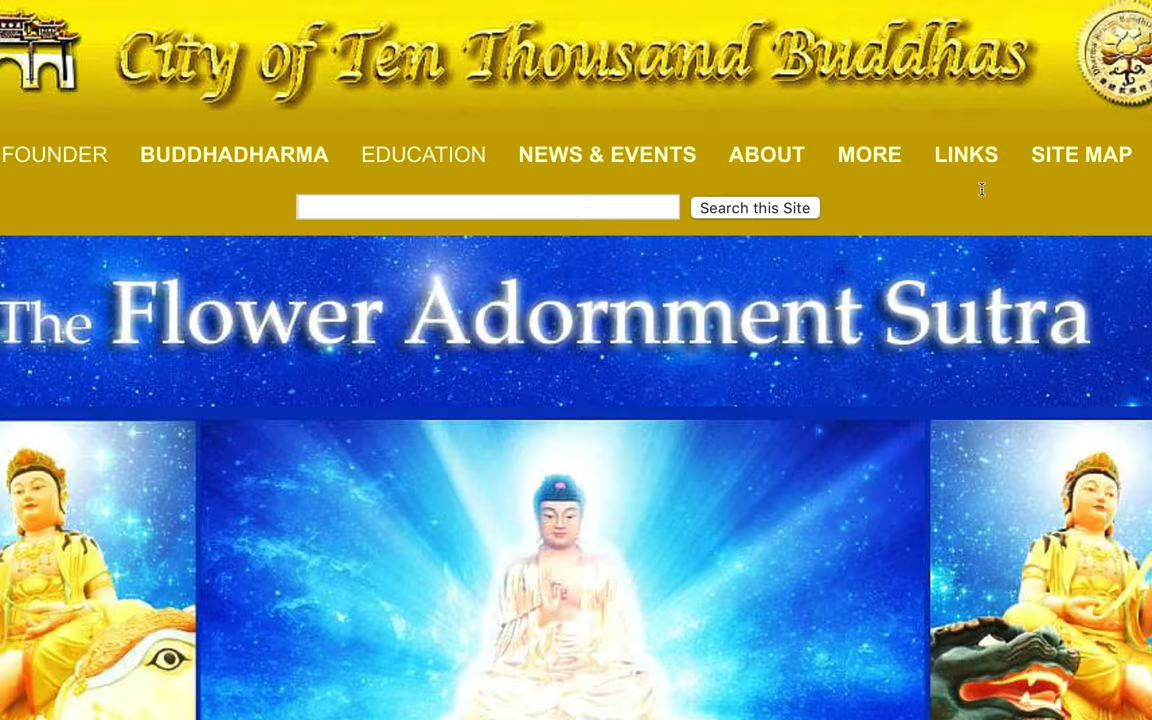 City of Ten Thousand Buddhas
FOUNDER BUDDHADHARMA EDUCATION NEWS & EVENTS ABOUT MORE LINKS SITE MAP
Search this Site
The Flower Adornment Sutra